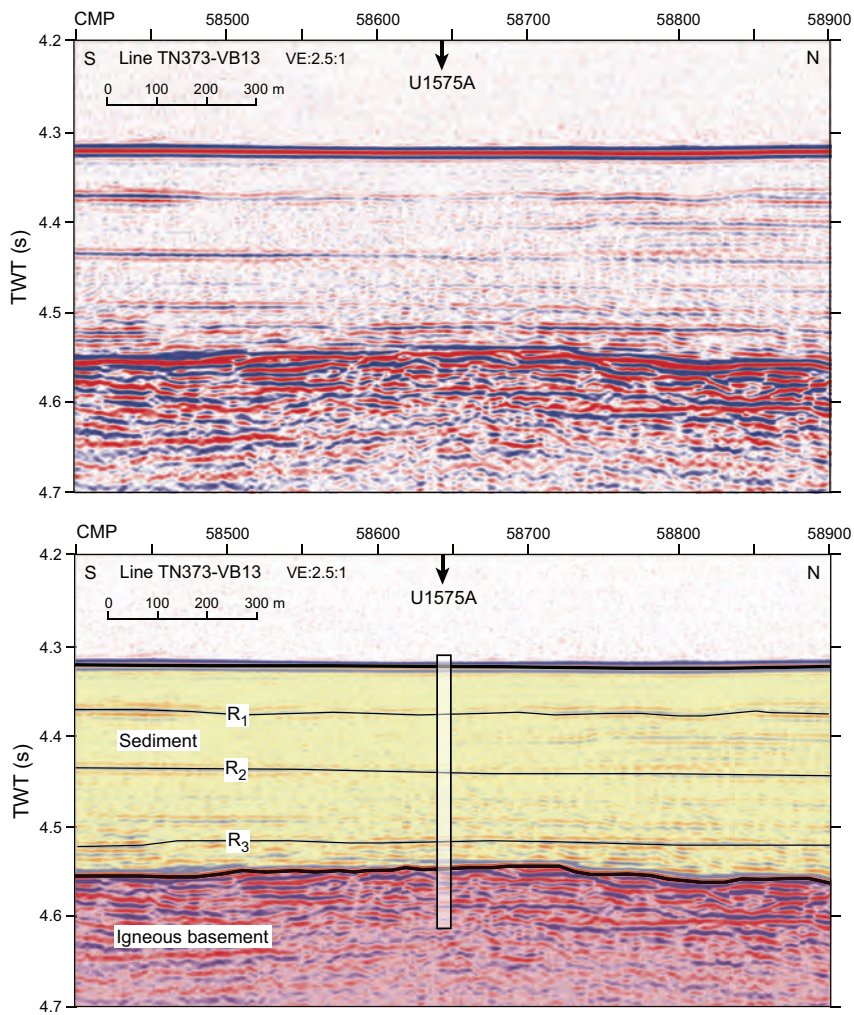 CMP 58500 58600 58700 58800 58900
4.2
S Line TN373-VB13 VE:2.5:1 N
U1575A
0 100 200 300 m
4.3
4.4
TWT (s)
4.5
4.6
4.7
CMP 58500 58600 58700 58800 58900
4.2
S Line TN373-VB13 VE:2.5:1 N
U1575A
0 100 200 300 m
4.3
R1
4.4
Sediment
TWT (s)
R2
4.5
R3
4.6
Igneous basement
4.7